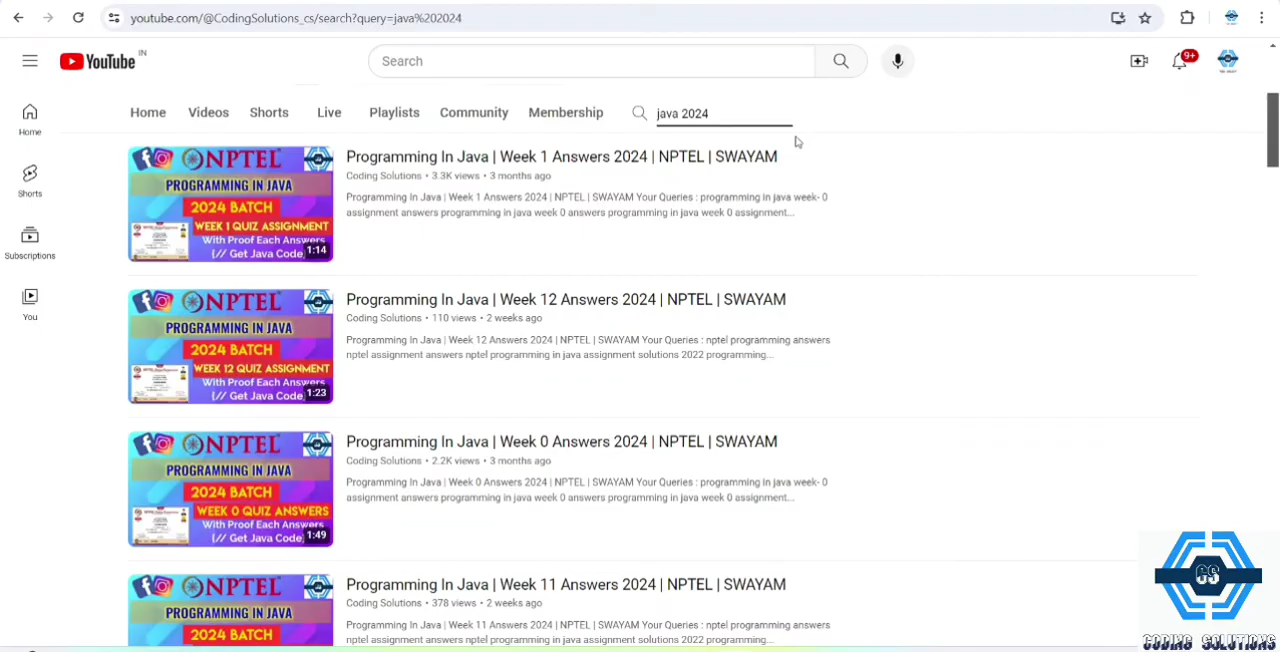 youtube.com/@CodingSolutions_cs/search?query=java%202024
YouTube IN
Search
9+
Home Videos Shorts Live Playlists Community Membership java 2024
Home
Shorts
Subscriptions
You
NPTEL
PROGRAMMING IN JAVA
2024 BATCH
WEEK 1 QUIZ ASSIGNMENT
With Proof Each Answers
[// Get Java Code]
1:14
Programming In Java | Week 1 Answers 2024 | NPTEL | SWAYAM
Coding Solutions • 3.3K views • 3 months ago
Programming In Java | Week 1 Answers 2024 | NPTEL | SWAYAM Your Queries : programming in java week- 0
assignment answers programming in java week 0 answers programming in java week 0 assignment...
NPTEL
PROGRAMMING IN JAVA
2024 BATCH
WEEK 12 QUIZ ASSIGNMENT
With Proof Each Answers
[// Get Java Code]
1:23
Programming In Java | Week 12 Answers 2024 | NPTEL | SWAYAM
Coding Solutions • 110 views • 2 weeks ago
Programming In Java | Week 12 Answers 2024 | NPTEL | SWAYAM Your Queries : nptel programming answers
nptel assignment answers nptel programming in java assignment solutions 2022 programming...
NPTEL
PROGRAMMING IN JAVA
2024 BATCH
WEEK 0 QUIZ ANSWERS
With Proof Each Answers
[// Get Java Code]
1:49
Programming In Java | Week 0 Answers 2024 | NPTEL | SWAYAM
Coding Solutions • 2.2K views • 3 months ago
Programming In Java | Week 0 Answers 2024 | NPTEL | SWAYAM Your Queries : programming in java week- 0
assignment answers programming in java week 0 answers programming in java week 0 assignment...
NPTEL
PROGRAMMING IN JAVA
2024 BATCH
Programming In Java | Week 11 Answers 2024 | NPTEL | SWAYAM
Coding Solutions • 378 views • 2 weeks ago
Programming In Java | Week 11 Answers 2024 | NPTEL | SWAYAM Your Queries : nptel programming answers
nptel assignment answers nptel programming in java assignment solutions 2022 programming...
CS
CODING SOLUTIONS